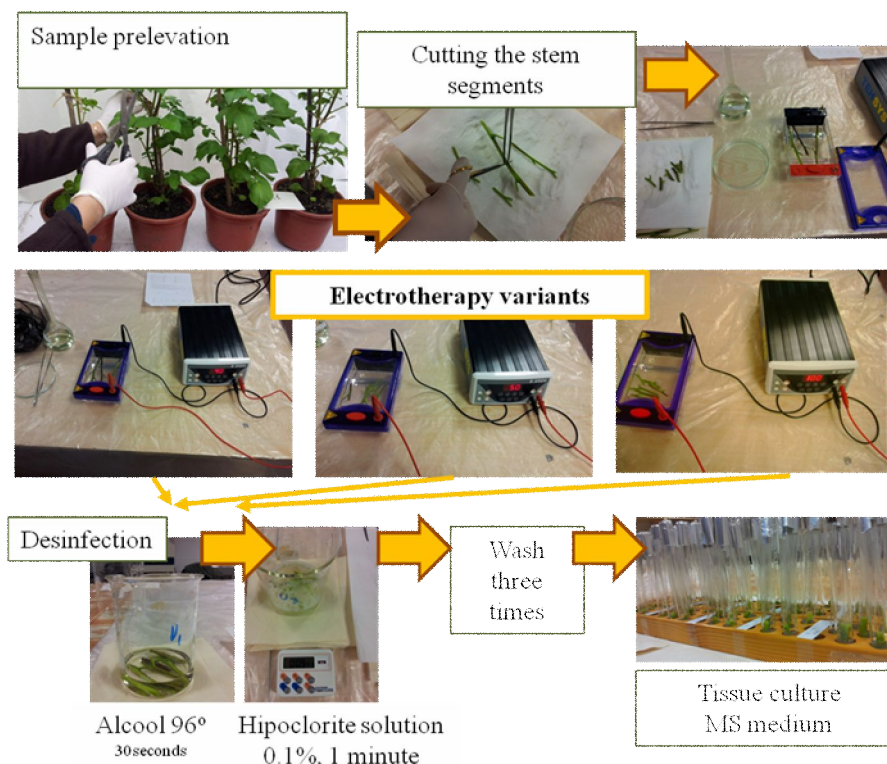 Sample prelevation
Cutting the stem
segments
Electrotherapy variants
Desinfection
Wash
three
times
Alcool 96º
30seconds
Hipoclorite solution
0.1%, 1 minute
Tissue culture
MS medium